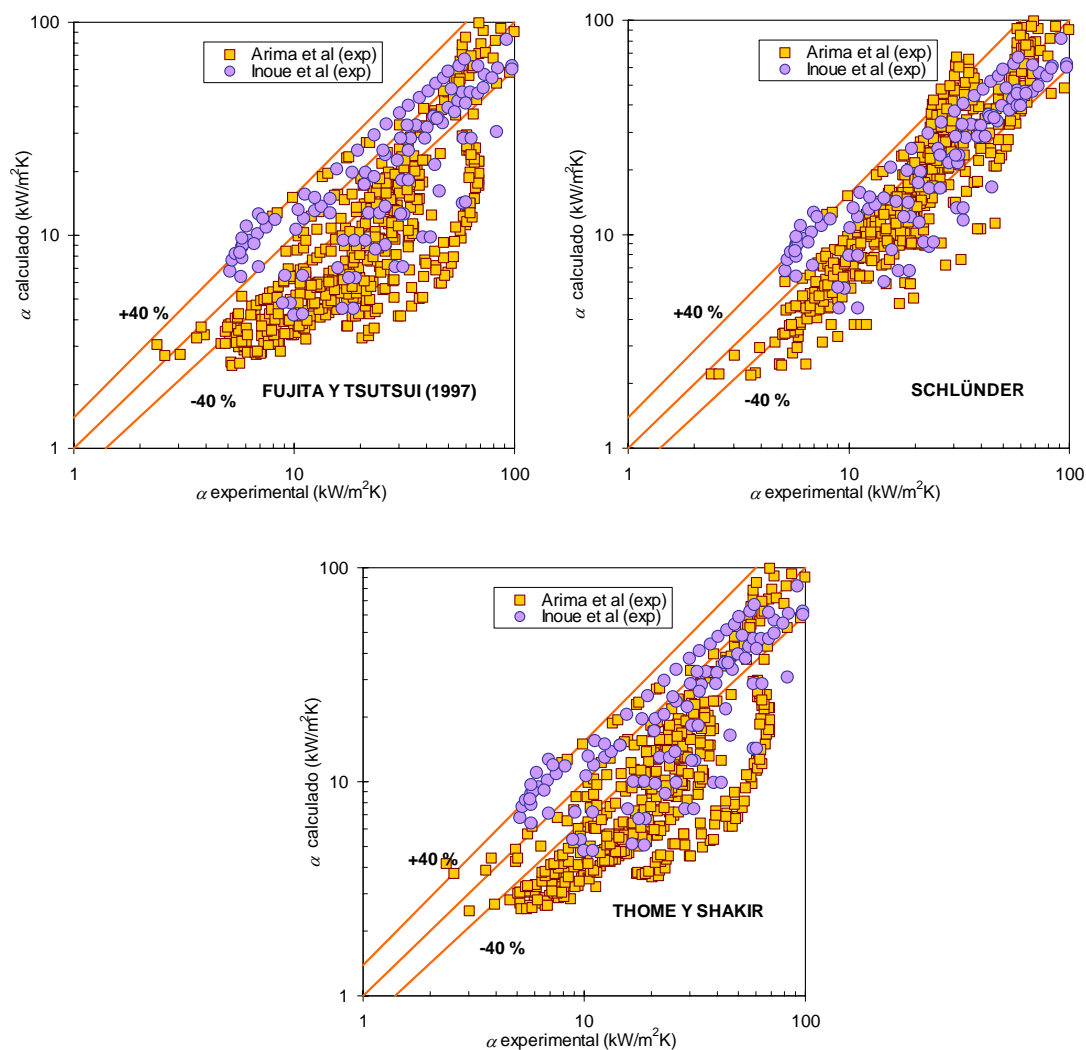 100
Arima et al (exp)
Inoue et al (exp)
α calculado (kW/m²K)
10
+40 %
-40 %
FUJITA Y TSUTSUI (1997)
1
1
10
100
α experimental (kW/m²K)
100
Arima et al (exp)
Inoue et al (exp)
α calculado (kW/m²K)
10
+40 %
-40 %
SCHLÜNDER
1
1
10
100
α experimental (kW/m²K)
100
Arima et al (exp)
Inoue et al (exp)
α calculado (kW/m²K)
10
+40 %
THOME Y SHAKIR
-40 %
1
1
10
100
α experimental (kW/m²K)